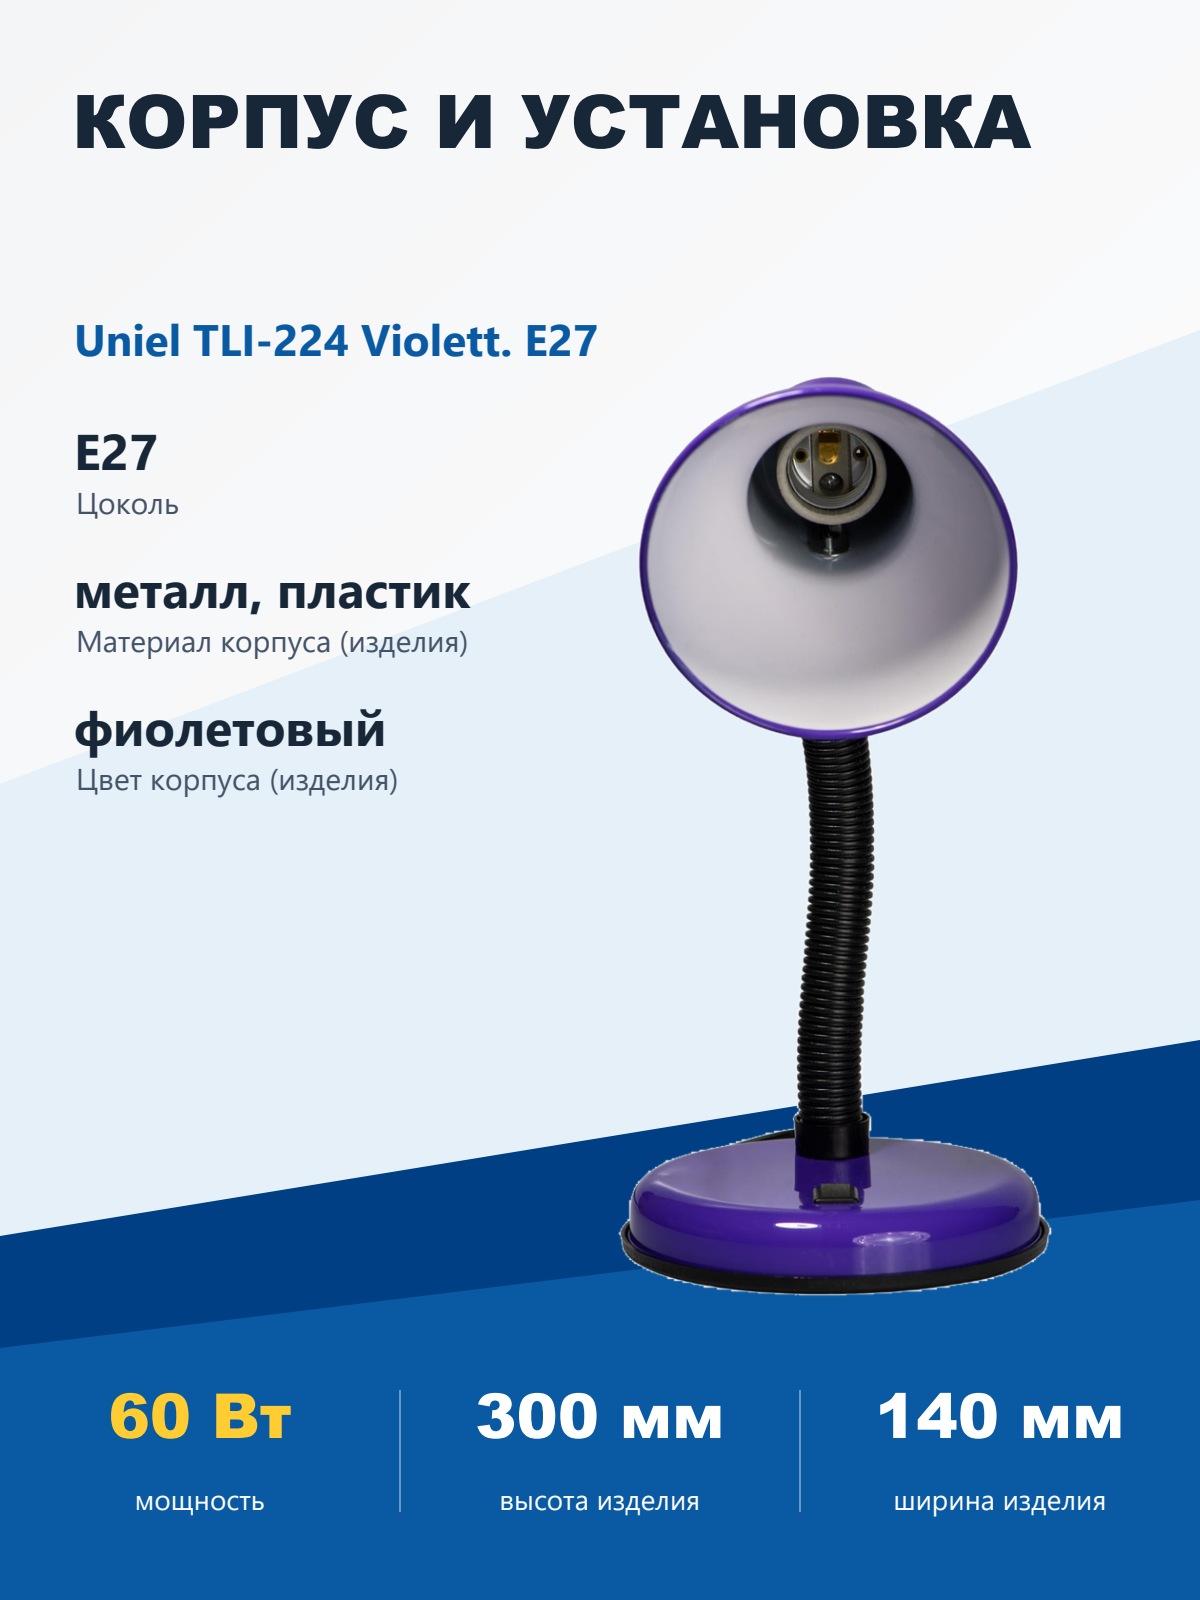 КОРПУС И УСТАНОВКА
Uniel TLI-224 Violett. E27
E27
Цоколь
металл, пластик
Материал корпуса (изделия)
фиолетовый
Цвет корпуса (изделия)
60 Вт
мощность
300 мм
высота изделия
140 мм
ширина изделия